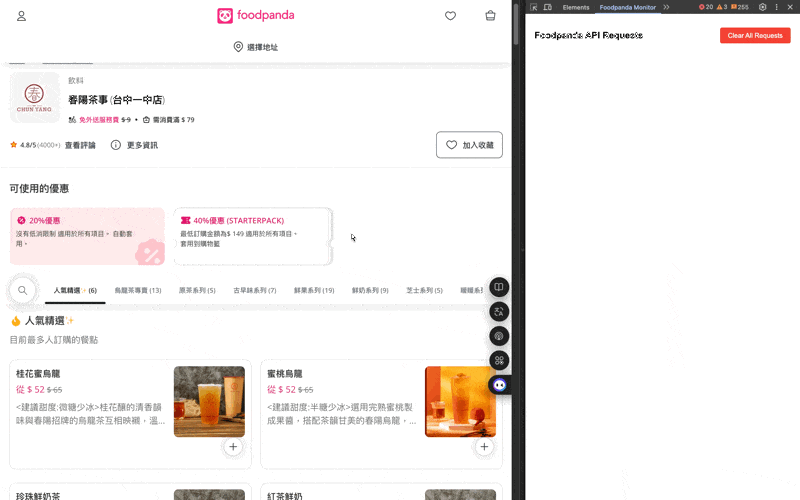 foodpanda
選擇地址
飲料
春陽茶事 (台中一中店)
免外送服務費 $ 9 • 需消費滿 $ 79
4.8/5 (4000+) 查看評論 更多資訊
加入收藏
可使用的優惠
20%優惠
沒有低消限制 適用於所有項目。 自動套用。
40%優惠 (STARTERPACK)
最低訂購金額為$ 149 適用於所有項目。
套用到購物籃
人氣精選✨ (6) 烏龍茶專賣 (13) 原茶系列 (5) 古早味系列 (7) 鮮果系列 (19) 鮮奶系列 (9) 芝士系列 (5) 暖暖系
🔥 人氣精選✨
目前最多人訂購的餐點
桂花蜜烏龍
從 $ 52 $ 65
<建議甜度;微糖少冰>桂花釀的清香韻
味與春陽招牌的烏龍茶互相映襯，溫...
蜜桃烏龍
從 $ 52 $ 65
<建議甜度;半糖少冰>選用完熟蜜桃製
成果醬，搭配茶韻甘美的春陽烏龍，...
珍珠鮮奶茶
紅茶鮮奶
CHUN YANG
Elements Foodpanda Monitor 20 3 255
Foodpanda API Requests
Clear All Requests